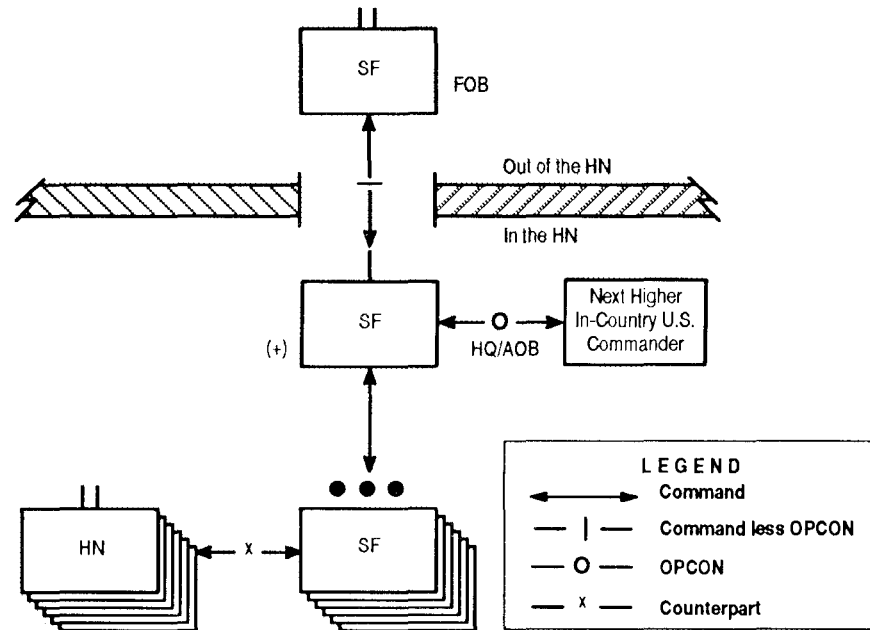 SF
FOB
Out of the HN
In the HN
SF
(+)
O
HQ/AOB
Next Higher
In-Country U.S.
Commander
HN
x
SF
LEGEND
Command
Command less OPCON
O OPCON
x Counterpart